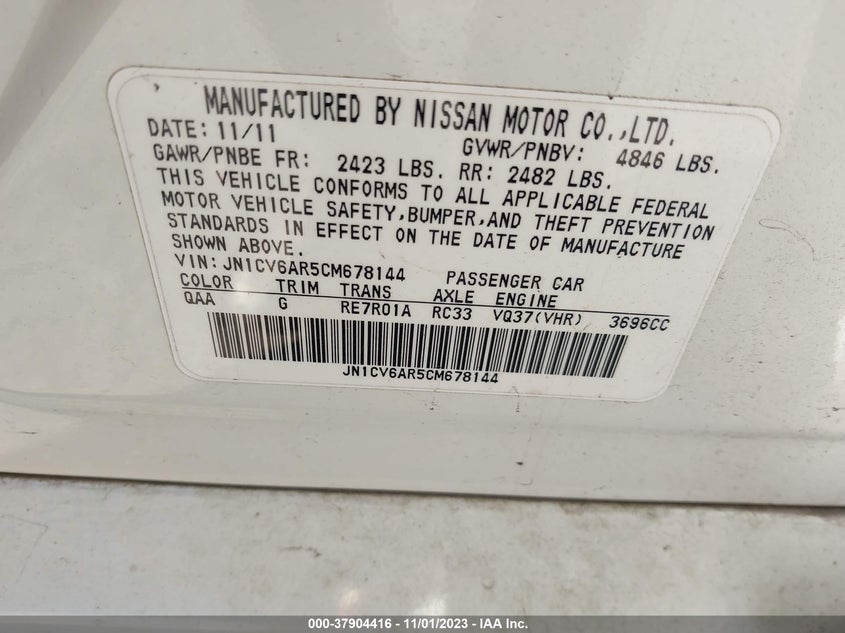 MANUFACTURED BY NISSAN MOTOR CO.,LTD.
DATE: 11/11 GVWR/PNBV: 4846 LBS.
GAWR/PNBE FR: 2423 LBS. RR: 2482 LBS.
THIS VEHICLE CONFORMS TO ALL APPLICABLE FEDERAL
MOTOR VEHICLE SAFETY,BUMPER,AND THEFT PREVENTION
STANDARDS IN EFFECT ON THE DATE OF MANUFACTURE
SHOWN ABOVE.
VIN: JN1CV6AR5CM678144 PASSENGER CAR
COLOR TRIM TRANS AXLE ENGINE
QAA G RE7R01A RC33 VQ37(VHR) 3696CC
JN1CV6AR5CM678144
000-37904416 - 11/01/2023 - IAA Inc.